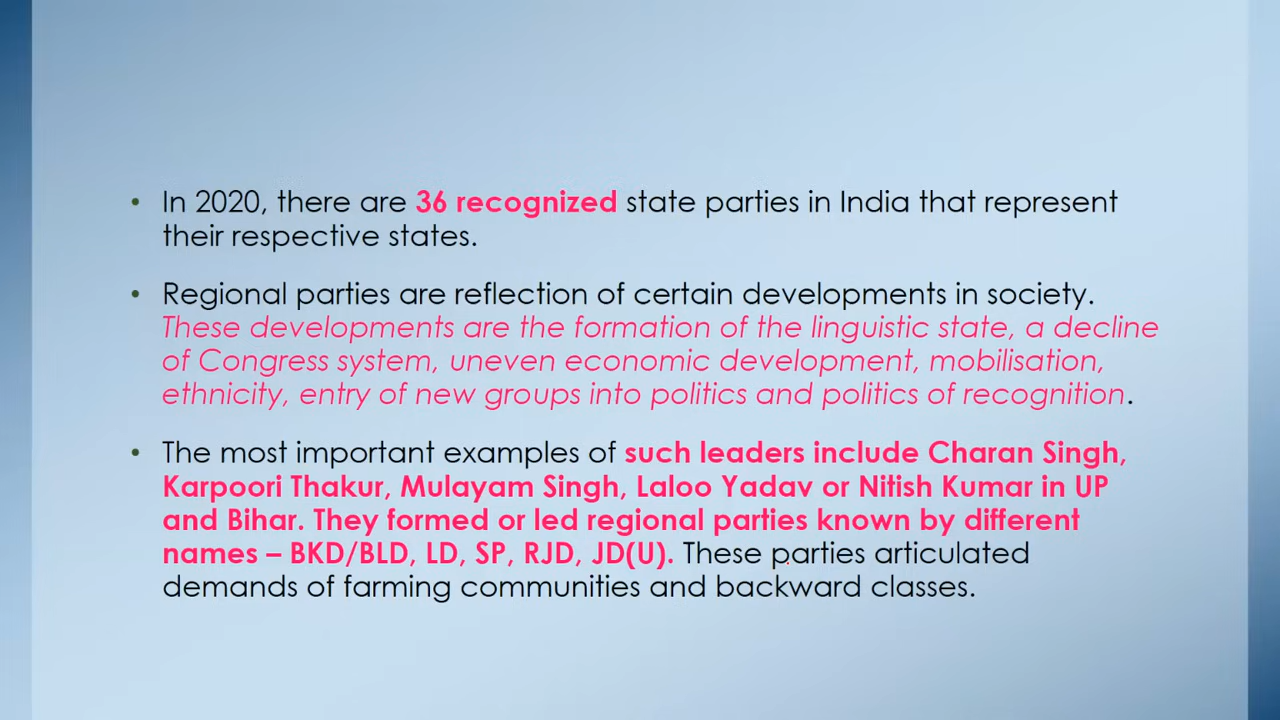 • In 2020, there are 36 recognized state parties in India that represent
their respective states.
• Regional parties are reflection of certain developments in society.
These developments are the formation of the linguistic state, a decline
of Congress system, uneven economic development, mobilisation,
ethnicity, entry of new groups into politics and politics of recognition.
• The most important examples of such leaders include Charan Singh,
Karpoori Thakur, Mulayam Singh, Laloo Yadav or Nitish Kumar in UP
and Bihar. They formed or led regional parties known by different
names – BKD/BLD, LD, SP, RJD, JD(U). These parties articulated
demands of farming communities and backward classes.